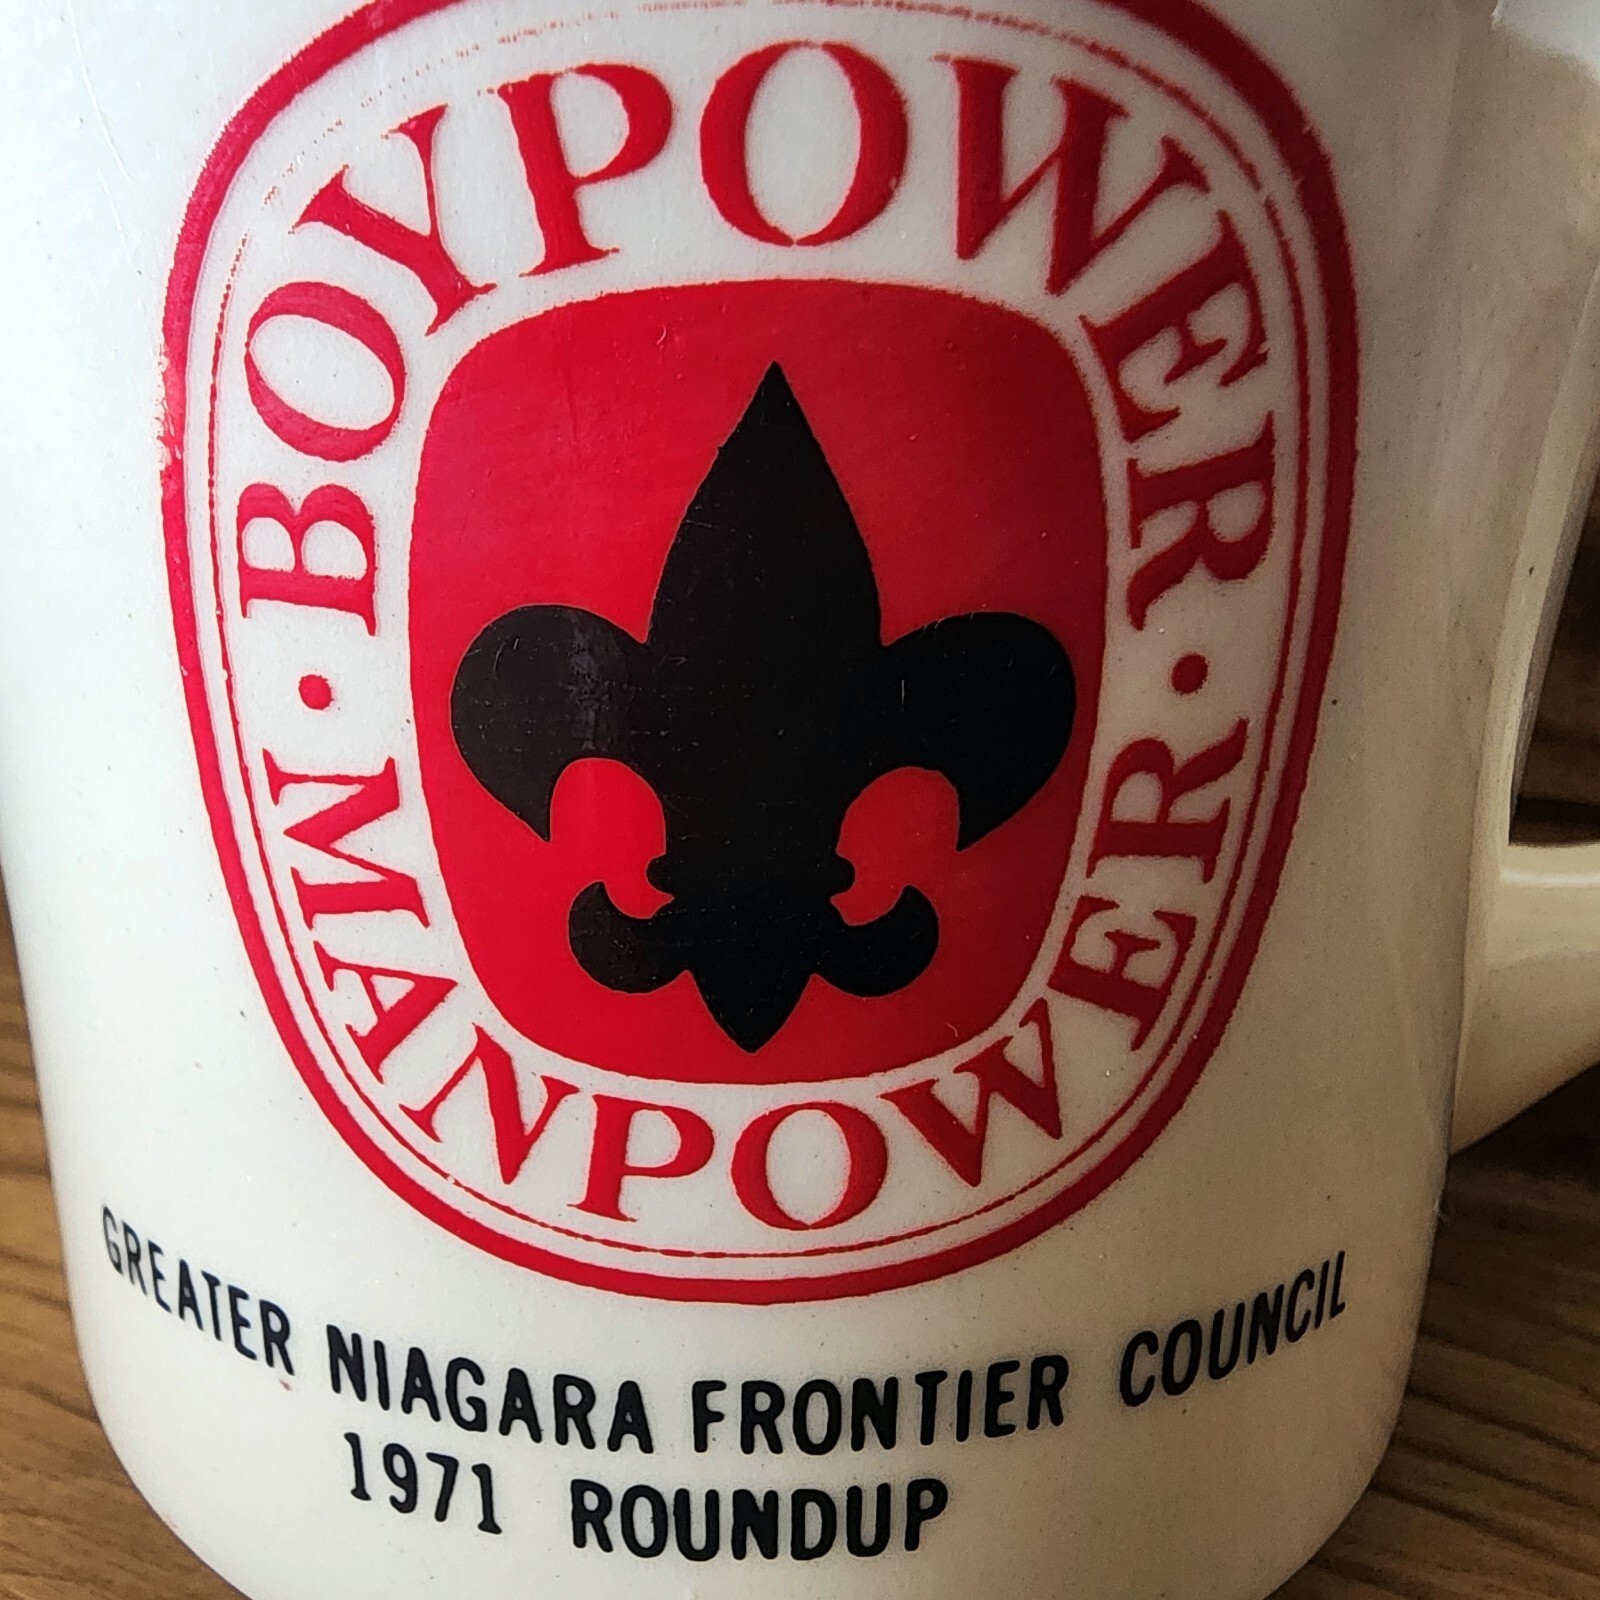 BOYPOWER · MANPOWER ·
GREATER NIAGARA FRONTIER COUNCIL
1971 ROUNDUP